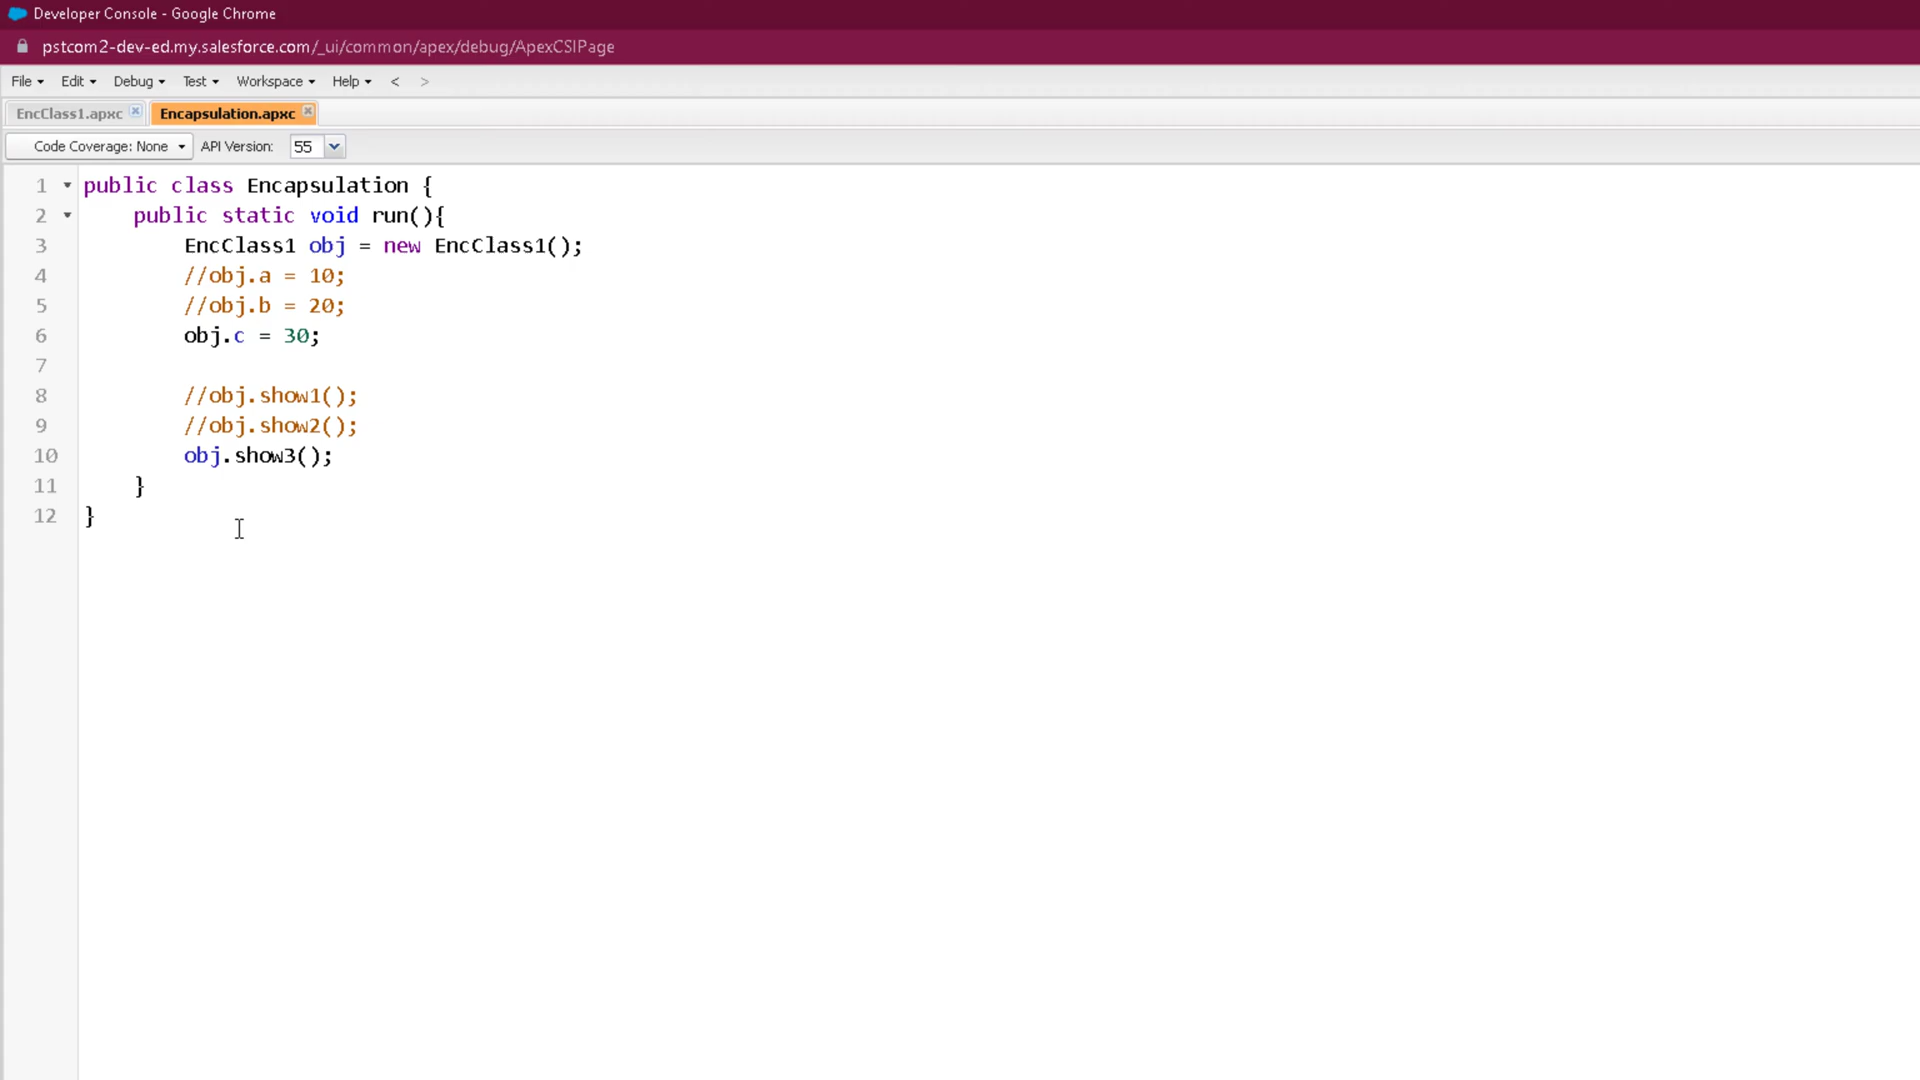 Developer Console - Google Chrome
pstcom2-dev-ed.my.salesforce.com/_ui/common/apex/debug/ApexCSIPage
File Edit Debug Test Workspace Help < >
EncClass1.apxc Encapsulation.apxc
Code Coverage: None API Version: 55
1 public class Encapsulation {
2 public static void run(){
3 EncClass1 obj = new EncClass1();
4 //obj.a = 10;
5 //obj.b = 20;
6 obj.c = 30;
7
8 //obj.show1();
9 //obj.show2();
10 obj.show3();
11 }
12 }